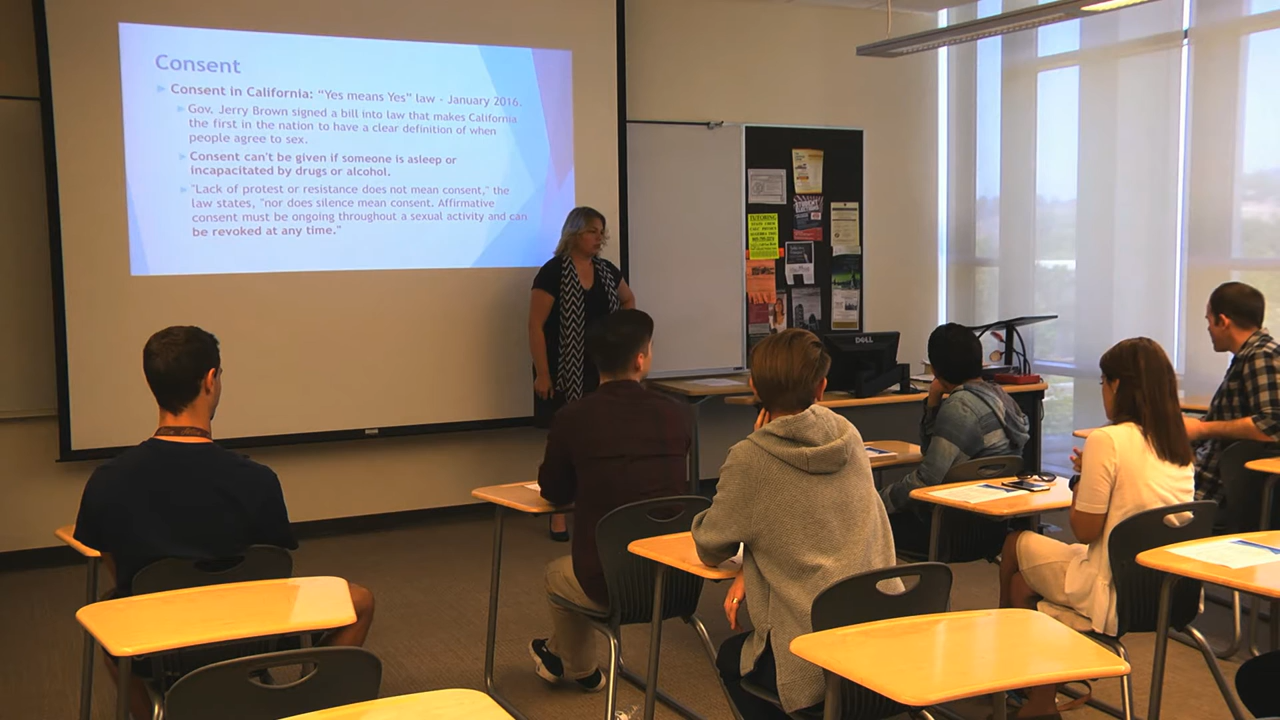 Consent
Consent in California: “Yes means Yes” law - January 2016.
Gov. Jerry Brown signed a bill into law that makes California
the first in the nation to have a clear definition of when
people agree to sex.
Consent can't be given if someone is asleep or
incapacitated by drugs or alcohol.
"Lack of protest or resistance does not mean consent," the
law states, "nor does silence mean consent. Affirmative
consent must be ongoing throughout a sexual activity and can
be revoked at any time."
TUTORING
DELL